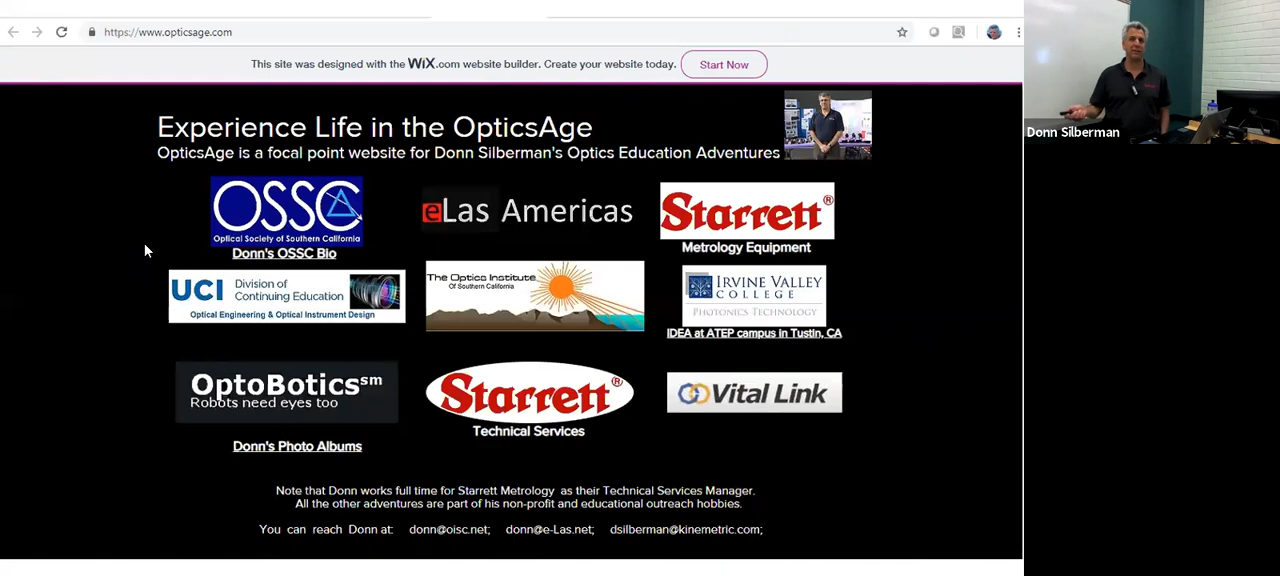 https://www.opticsage.com
This site was designed with the WiX.com website builder. Create your website today.
Start Now
Experience Life in the OpticsAge
OpticsAge is a focal point website for Donn Silberman's Optics Education Adventures
Donn Silberman
OSSC
Optical Society of Southern California
Donn's OSSC Bio
eLas Americas
Starrett®
Metrology Equipment
UCI Division of
Continuing Education
Optical Engineering & Optical Instrument Design
The Optics Institute
Of Southern California
IRVINE VALLEY
COLLEGE
PHOTONICS TECHNOLOGY
IDEA at ATEP campus in Tustin, CA
OptoBotics℠
Robots need eyes too
Donn's Photo Albums
Starrett®
Technical Services
Vital Link
Note that Donn works full time for Starrett Metrology as their Technical Services Manager.
All the other adventures are part of his non-profit and educational outreach hobbies.
You can reach Donn at: donn@oisc.net; donn@e-Las.net; dsilberman@kinemetric.com;